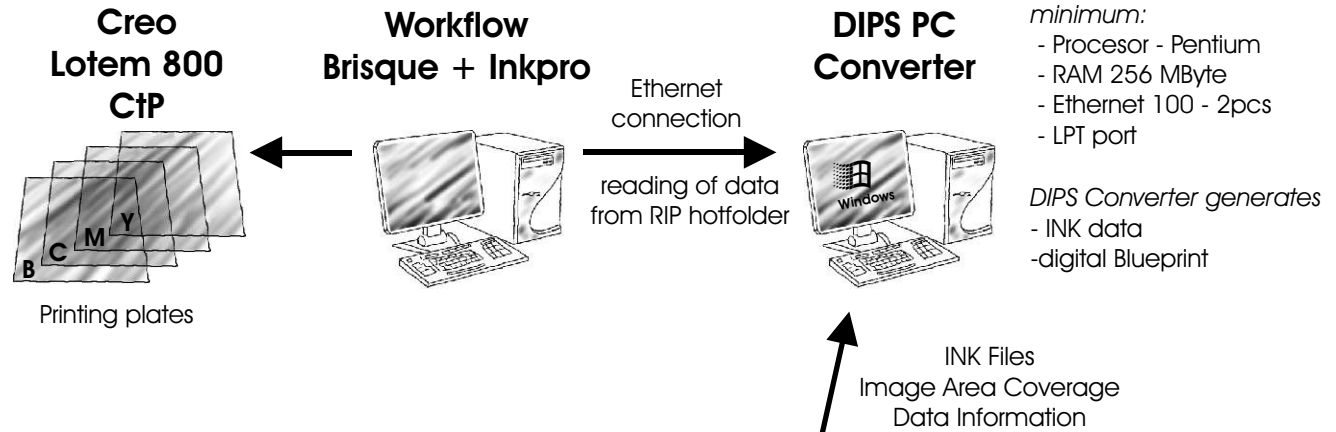 Creo
Lotem 800
CtP
B
C
M
Y
Printing plates
Workflow
Brisque + Inkpro
Ethernet
connection
reading of data
from RIP hotfolder
DIPS PC
Converter
Windows
minimum:
- Procesor - Pentium
- RAM 256 MByte
- Ethernet 100 - 2pcs
- LPT port
DIPS Converter generates
- INK data
-digital Blueprint
INK Files
Image Area Coverage
Data Information